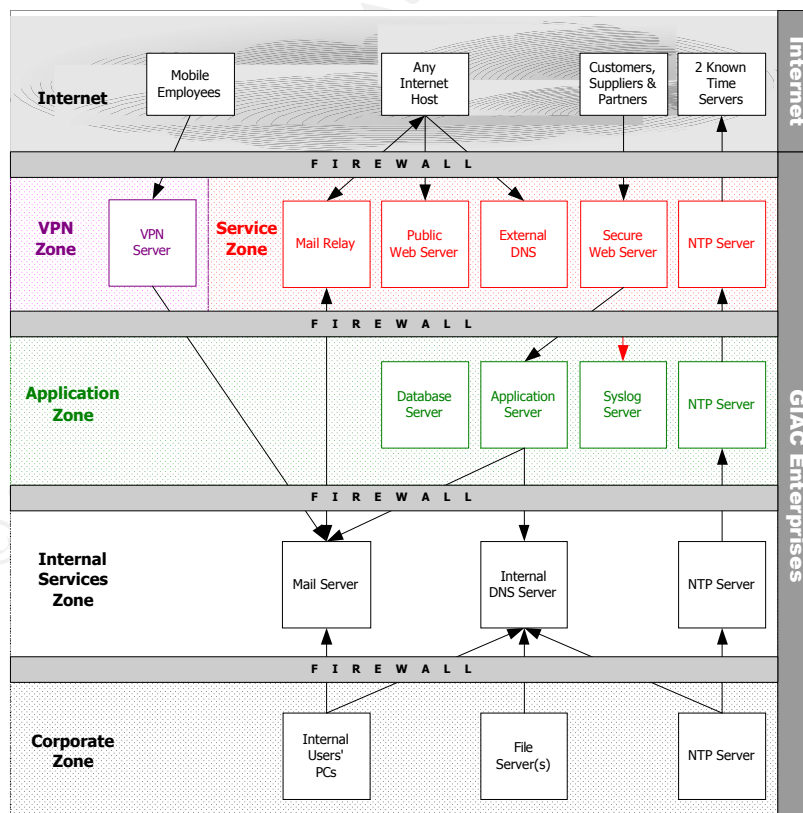 Internet
Mobile
Employees
Any
Internet
Host
Customers,
Suppliers &
Partners
2 Known
Time
Servers
Internet
F I R E W A L L
VPN
Zone
VPN
Server
Service
Zone
Mail Relay
Public
Web Server
External
DNS
Secure
Web Server
NTP Server
F I R E W A L L
Application
Zone
Database
Server
Application
Server
Syslog
Server
NTP Server
GIAC Enterprises
F I R E W A L L
Internal
Services
Zone
Mail Server
Internal
DNS Server
NTP Server
F I R E W A L L
Corporate
Zone
Internal
Users'
PCs
File
Server(s)
NTP Server